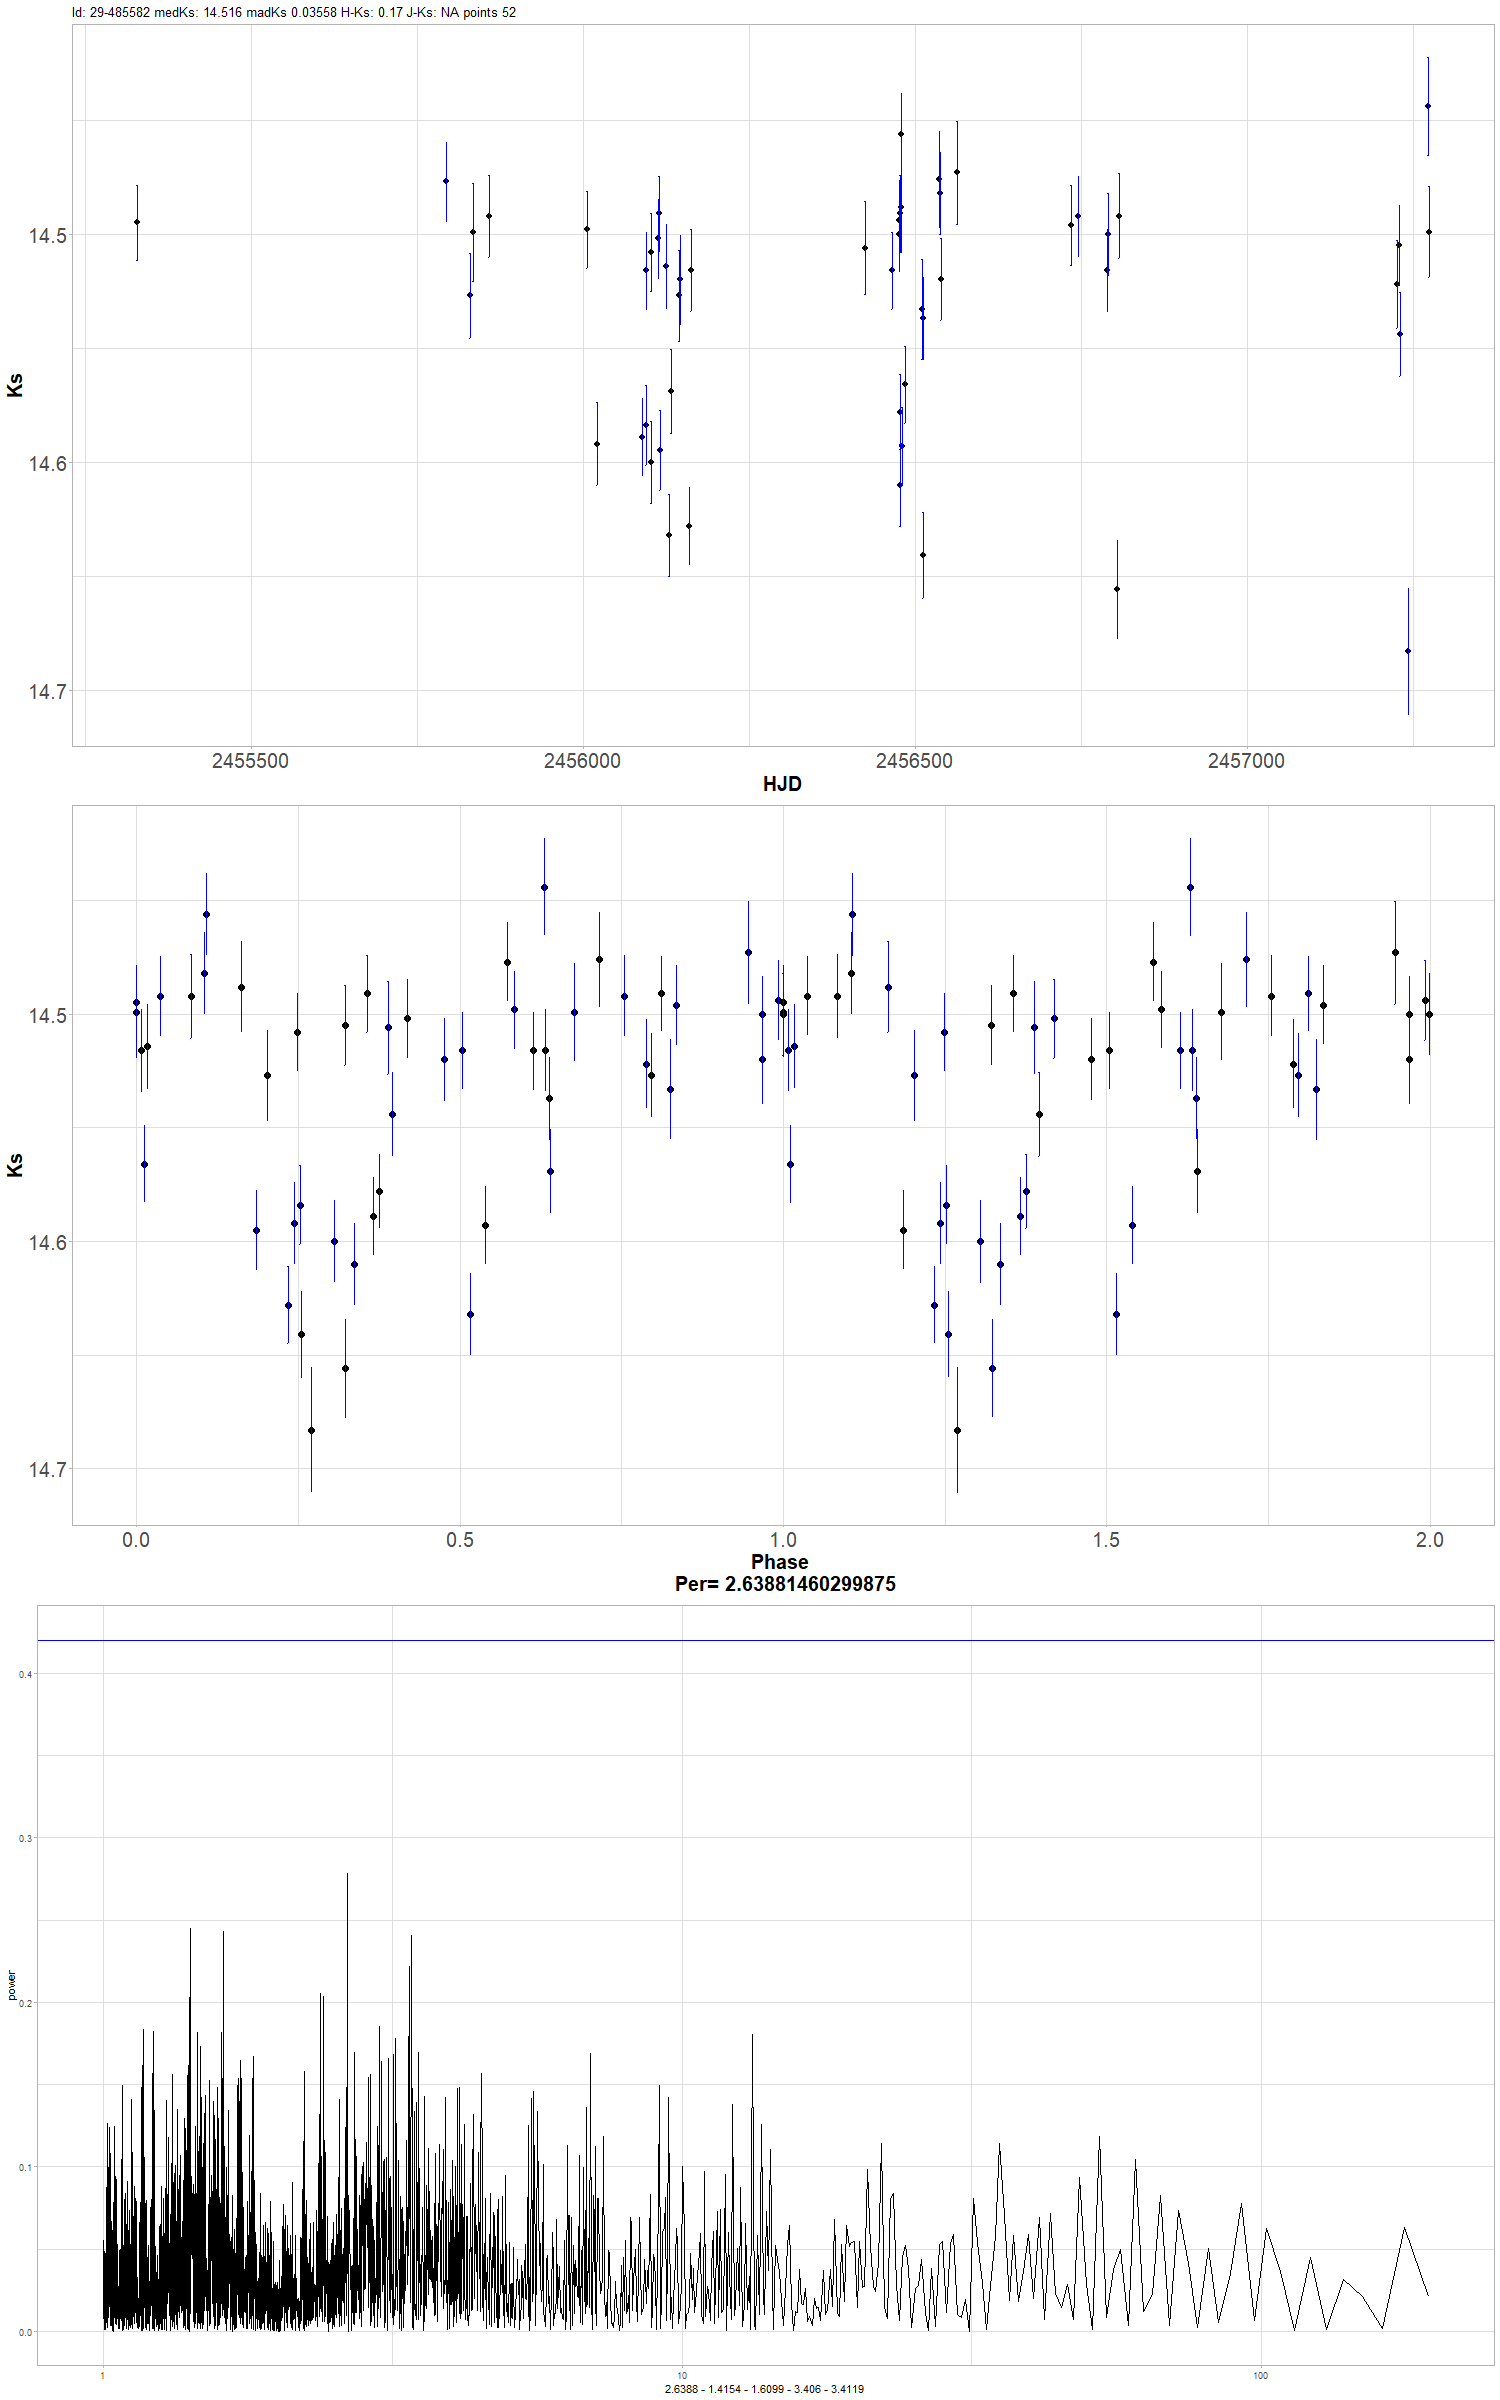 Id: 29-485582 medKs: 14.516 madKs 0.03558 H-Ks: 0.17 J-Ks: NA points 52
14.5
14.6
14.7
Ks
2455500 2456000 2456500 2457000
HJD
14.5
14.6
14.7
Ks
0.0 0.5 1.0 1.5 2.0
Phase
Per= 2.63881460299875
0.4
0.3
0.2
0.1
0.0
power
1 10 100
2.6388 - 1.4154 - 1.6099 - 3.406 - 3.4119